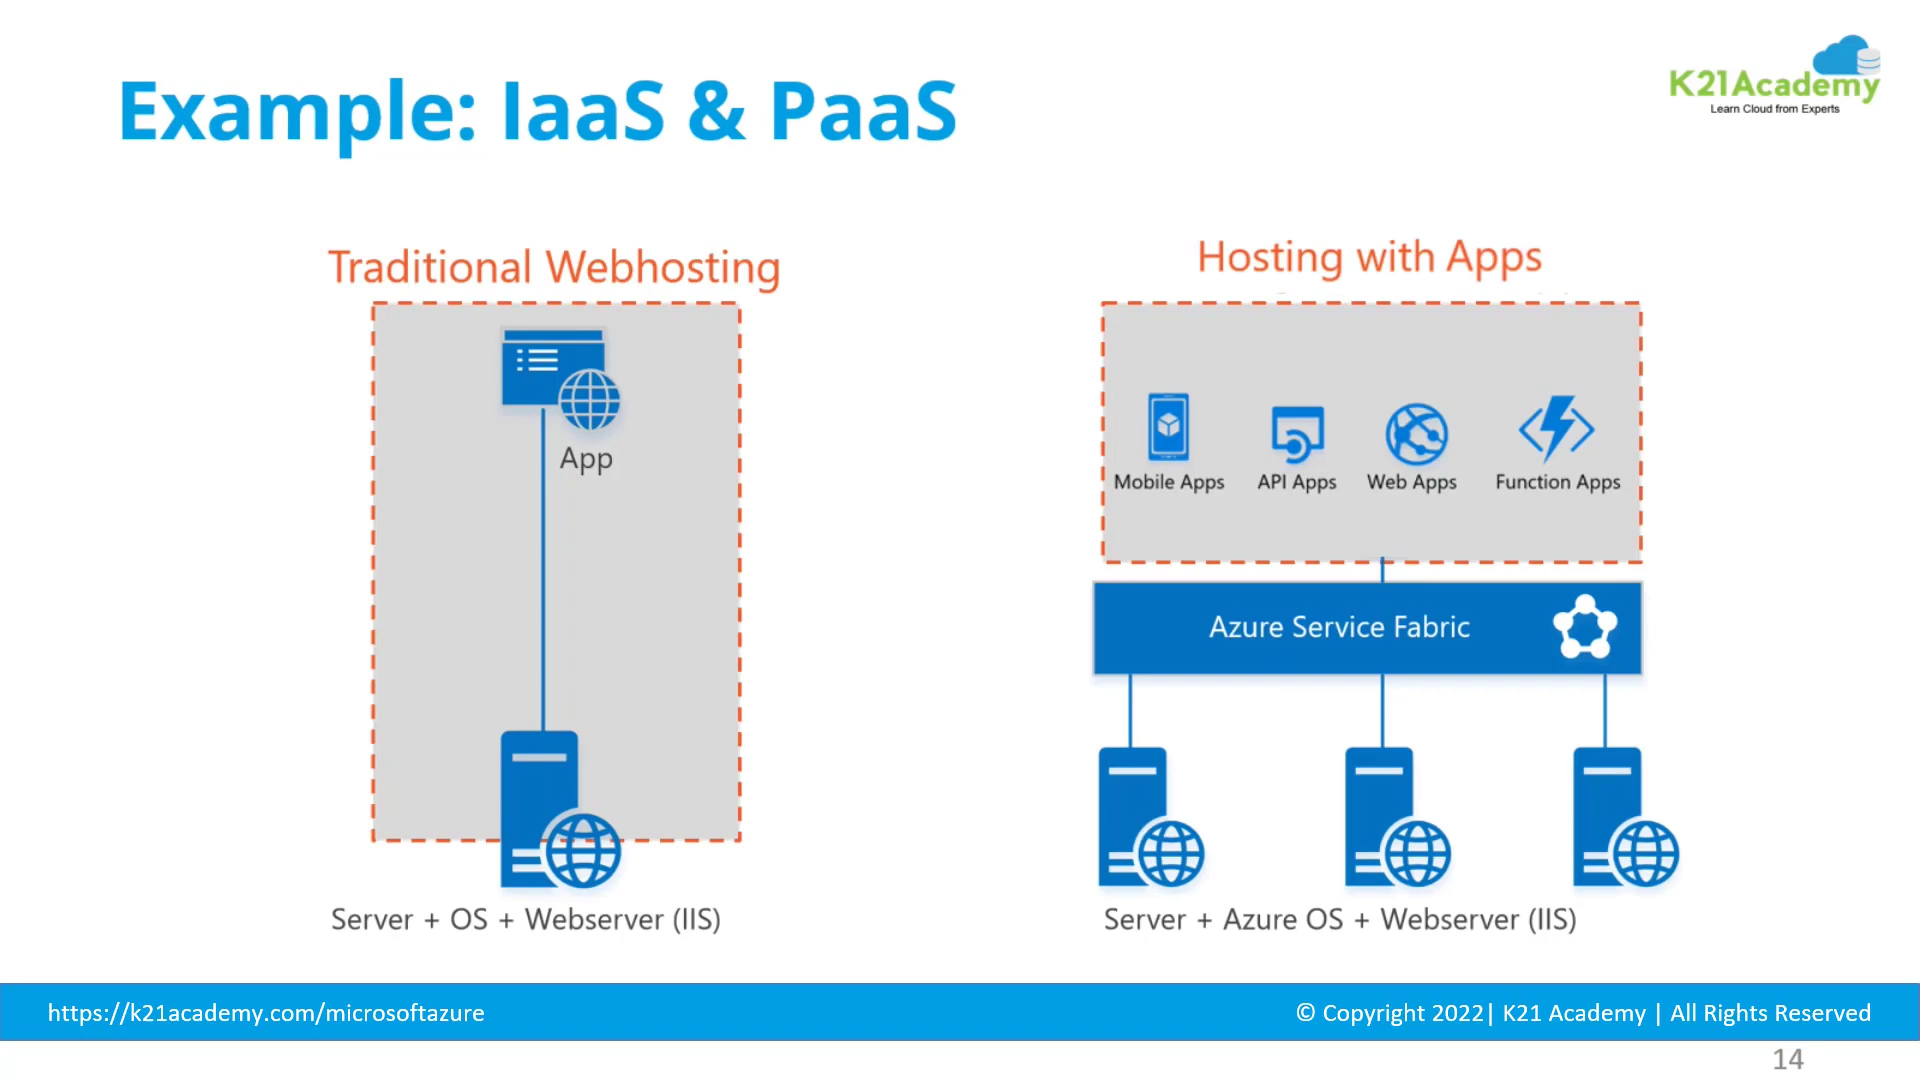 Example: IaaS & PaaS
K21Academy
Learn Cloud from Experts
Traditional Webhosting
App
Server + OS + Webserver (IIS)
Hosting with Apps
Mobile Apps
API Apps
Web Apps
Function Apps
Azure Service Fabric
Server + Azure OS + Webserver (IIS)
https://k21academy.com/microsoftazure
© Copyright 2022| K21 Academy | All Rights Reserved
14